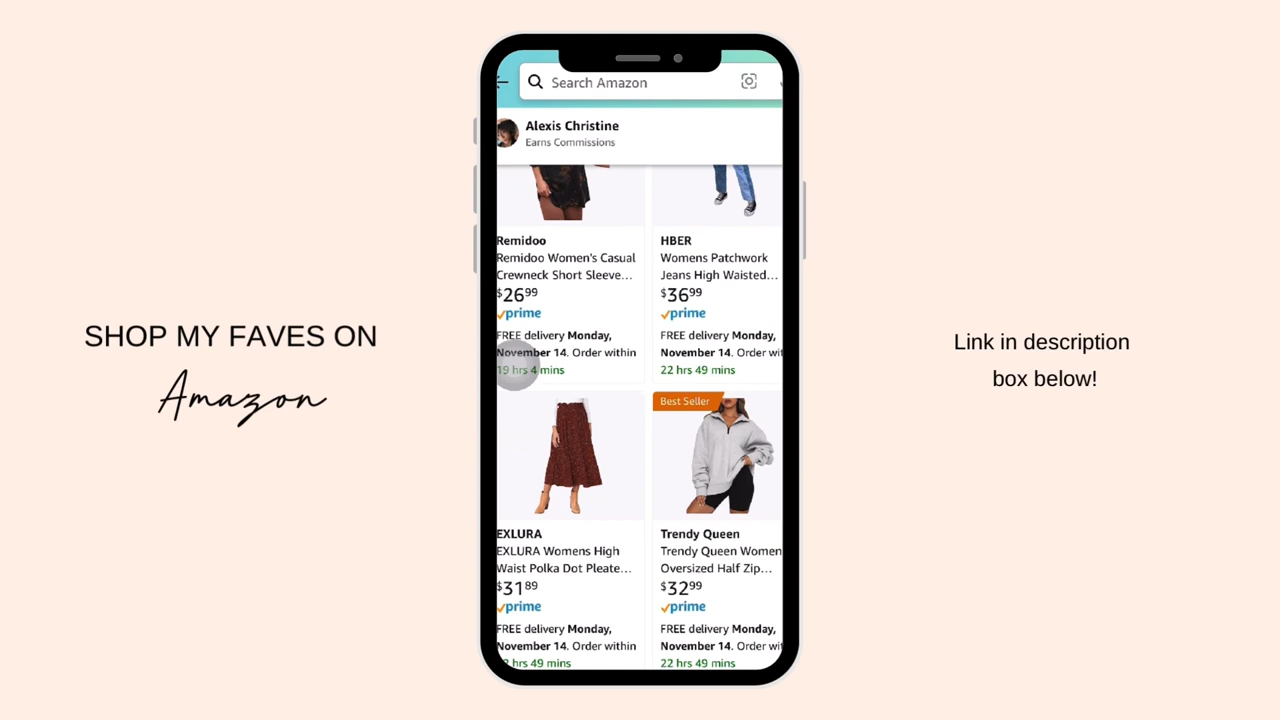 SHOP MY FAVES ON
Amazon
Search Amazon
Alexis Christine
Earns Commissions
Remidoo
Remidoo Women's Casual
Crewneck Short Sleeve...
$26.99
prime
FREE delivery Monday,
November 14. Order within
19 hrs 4 mins
HBER
Womens Patchwork
Jeans High Waisted...
$36.99
prime
FREE delivery Monday,
November 14. Order wi
22 hrs 49 mins
EXLURA
EXLURA Womens High
Waist Polka Dot Pleate...
$31.89
prime
FREE delivery Monday,
November 14. Order within
hrs 49 mins
Best Seller
Trendy Queen
Trendy Queen Women
Oversized Half Zip...
$32.99
prime
FREE delivery Monday,
November 14. Order wi
22 hrs 49 mins
Link in description
box below!